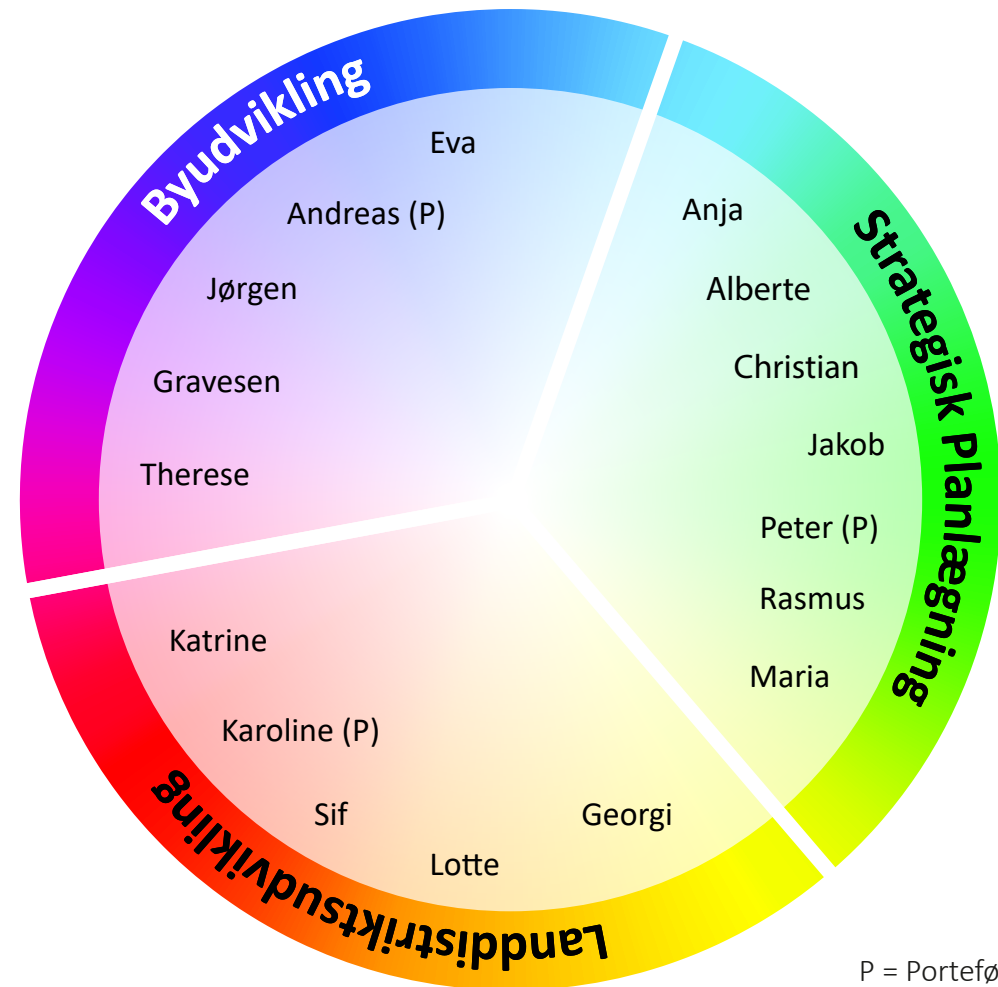 Byudvikling
Eva
Andreas (P)
Jørgen
Gravesen
Therese
Strategisk Planlægning
Anja
Alberte
Christian
Jakob
Peter (P)
Rasmus
Maria
Landdistriktsudvikling
Katrine
Karoline (P)
Sif
Lotte
Georgi
P = Portefø